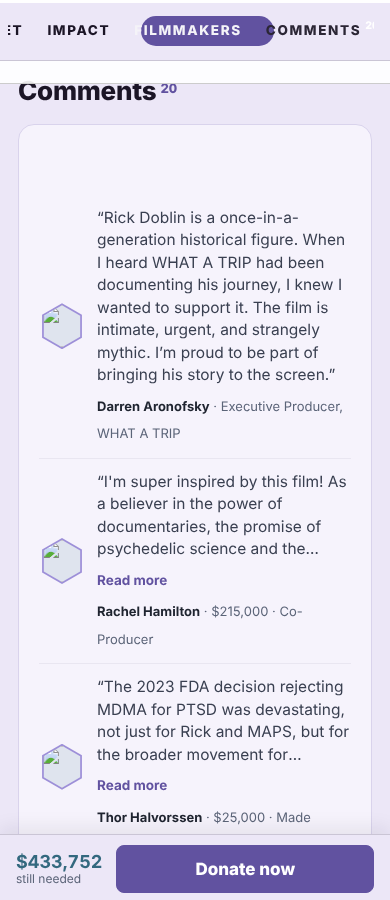 ET IMPACT FILMMAKERS COMMENTS
Comments 20
“Rick Doblin is a once-in-a-
generation historical figure. When
I heard WHAT A TRIP had been
documenting his journey, I knew I
wanted to support it. The film is
intimate, urgent, and strangely
mythic. I’m proud to be part of
bringing his story to the screen.”
Darren Aronofsky · Executive Producer,
WHAT A TRIP
“I'm super inspired by this film! As
a believer in the power of
documentaries, the promise of
psychedelic science and the...
Read more
Rachel Hamilton · $215,000 · Co-
Producer
“The 2023 FDA decision rejecting
MDMA for PTSD was devastating,
not just for Rick and MAPS, but for
the broader movement for...
Read more
Thor Halvorssen · $25,000 · Made
$433,752
still needed
Donate now